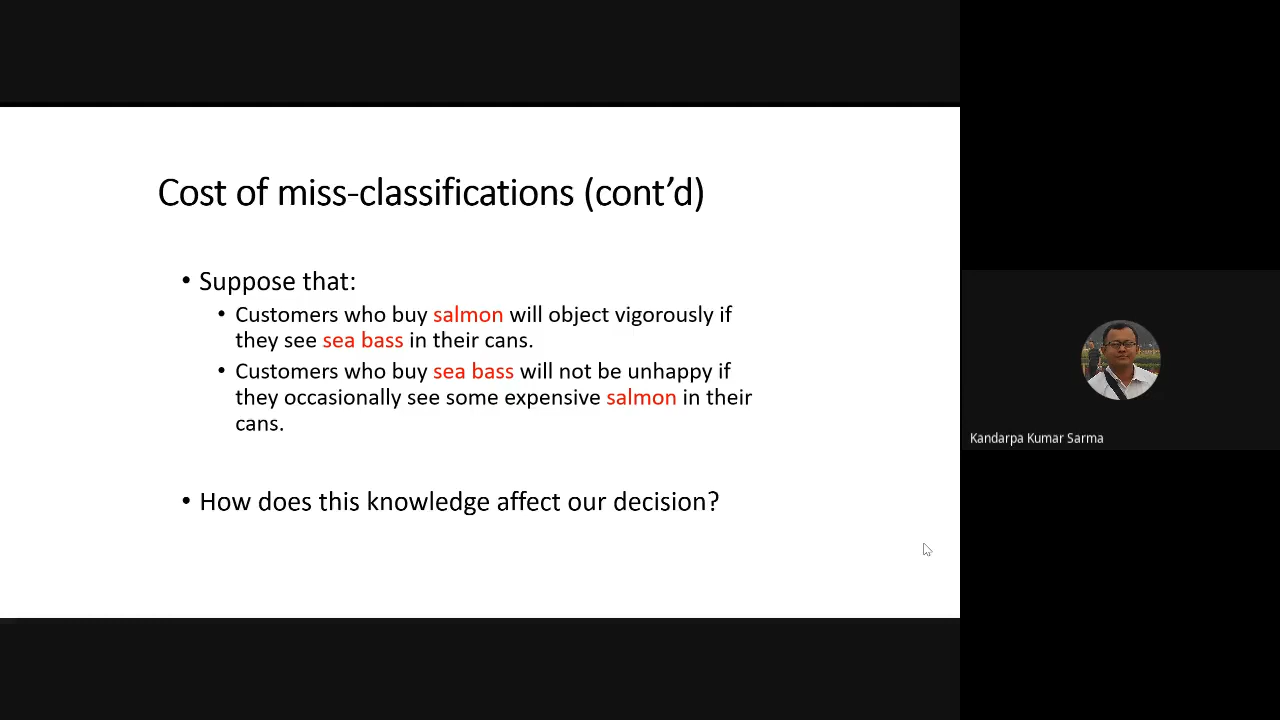 Cost of miss-classifications (cont’d)
• Suppose that:
• Customers who buy salmon will object vigorously if
they see sea bass in their cans.
• Customers who buy sea bass will not be unhappy if
they occasionally see some expensive salmon in their
cans.
• How does this knowledge affect our decision?
Kandarpa Kumar Sarma